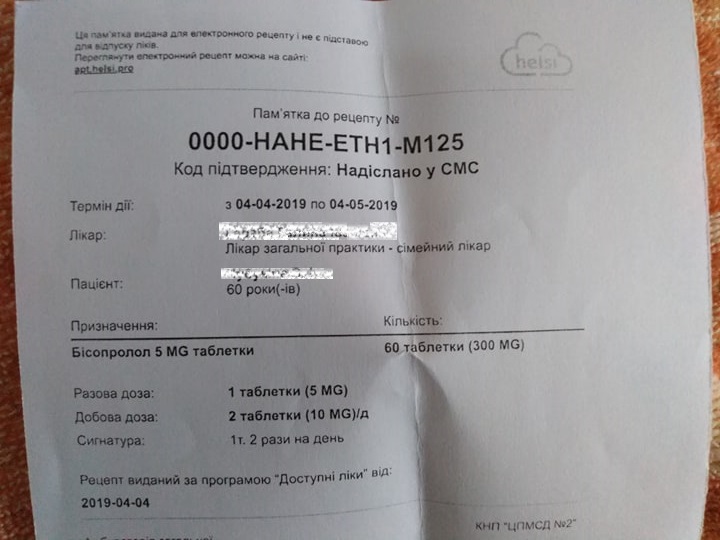 Ця пам'ятка видана для електронного рецепту і не є підставою
для відпуску ліків.
Переглянути електронний рецепт можна на сайті:
apt.helsi.pro
helsi
Пам'ятка до рецепту №
0000-HAHE-ETH1-M125
Код підтвердження: Надіслано у СМС
Термін дії: з 04-04-2019 по 04-05-2019
Лікар:
Лікар загальної практики - сімейний лікар
Пацієнт:
60 роки(-ів)
Призначення: Кількість:
Бісопролол 5 MG таблетки 60 таблетки (300 MG)
Разова доза: 1 таблетки (5 MG)
Добова доза: 2 таблетки (10 MG)/д
Сигнатура: 1т. 2 рази на день
Рецепт виданий за програмою "Доступні ліки" від:
2019-04-04
КНП "ЦПМСД №2"